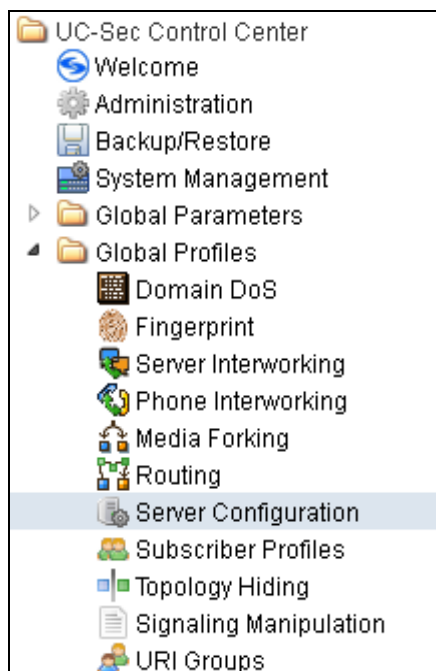 UC-Sec Control Center
Welcome
Administration
Backup/Restore
System Management
Global Parameters
Global Profiles
Domain DoS
Fingerprint
Server Interworking
Phone Interworking
Media Forking
Routing
Server Configuration
Subscriber Profiles
Topology Hiding
Signaling Manipulation
URI Groups